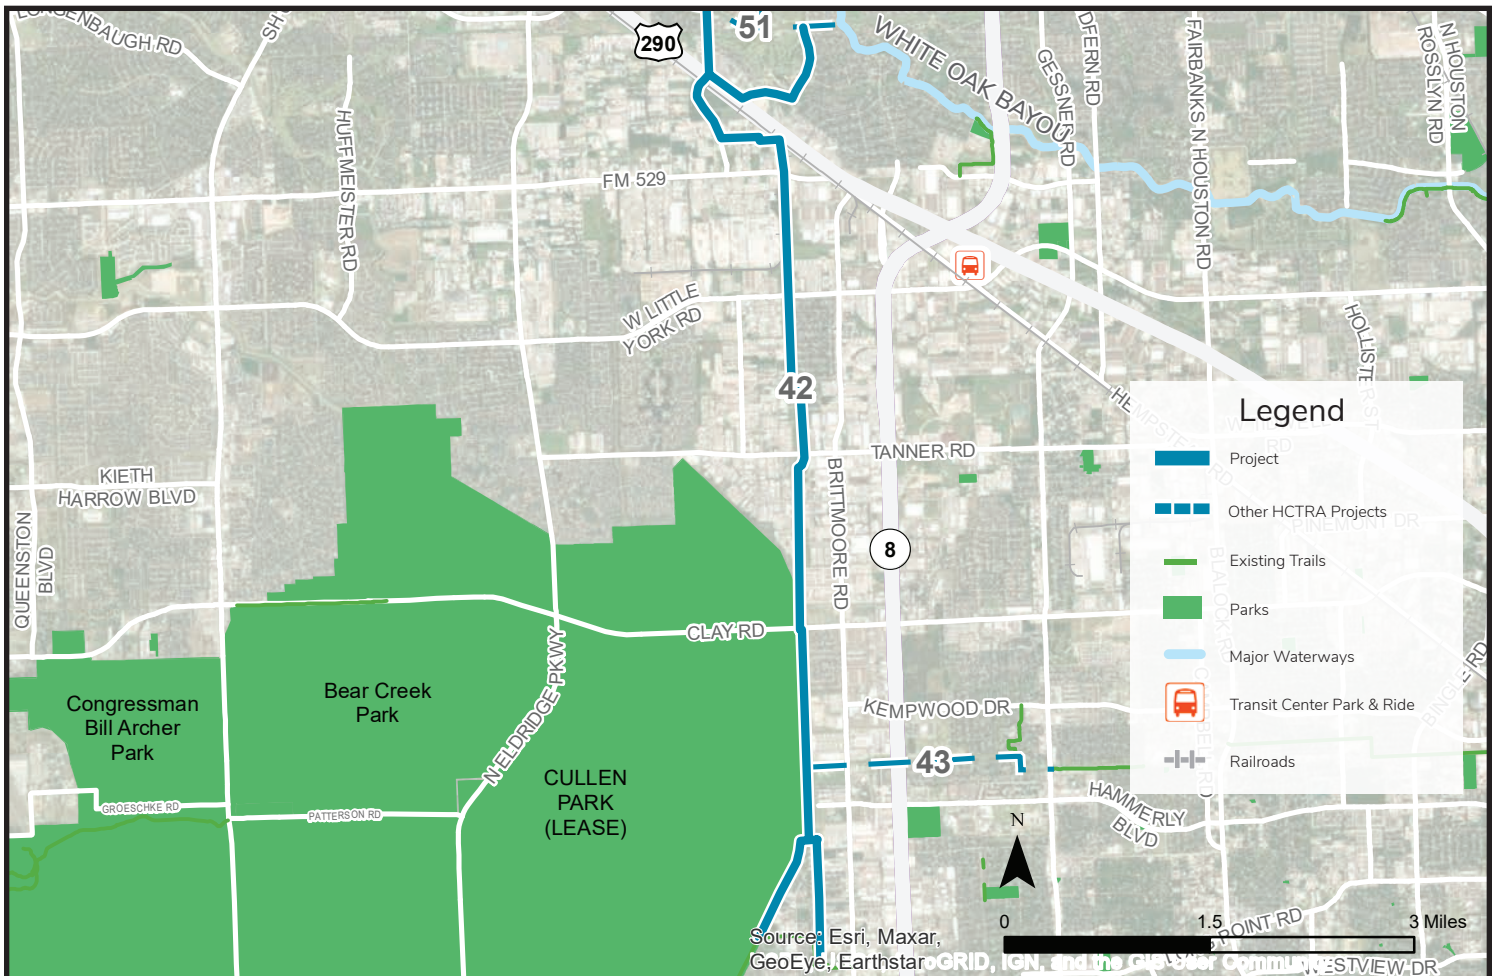 LONGENBAUGH RD
290
51
WHITE OAK BAYOU
GESSNER RD
FAIRBANKS N HOUSTON RD
N HOUSTON
ROSSLYN RD
HUFFMEISTER RD
FM 529
W LITTLE
YORK RD
42
TANNER RD
BRITTMOORE RD
8
KIETH
HARROW BLVD
QUEENSTON
BLVD
CLAY RD
N ELDRIDGE PKWY
Congressman
Bill Archer
Park
Bear Creek
Park
CULLEN
PARK
(LEASE)
GROESCHKE RD
PATTERSON RD
KEMPWOOD DR
43
HAMMERLY
BLVD
Legend
Project
Other HCTRA Projects
Existing Trails
Parks
Major Waterways
Transit Center Park & Ride
Railroads
PINEMONT DR
N
0
1.5
3 Miles
POINT RD
Source: Esri, Maxar,
GeoEye, Earthstar